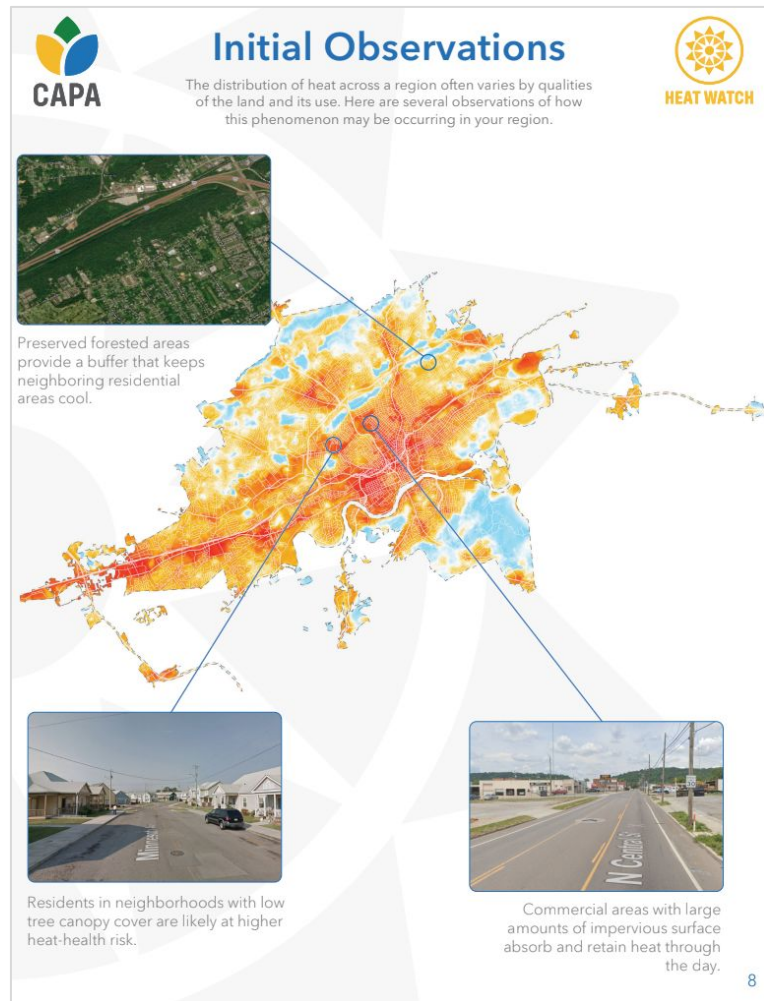 CAPA
Initial Observations
The distribution of heat across a region often varies by qualities
of the land and its use. Here are several observations of how
this phenomenon may be occurring in your region.
HEAT WATCH
Preserved forested areas
provide a buffer that keeps
neighboring residential
areas cool.
N Central St
Residents in neighborhoods with low
tree canopy cover are likely at higher
heat-health risk.
Commercial areas with large
amounts of impervious surface
absorb and retain heat through
the day.
8